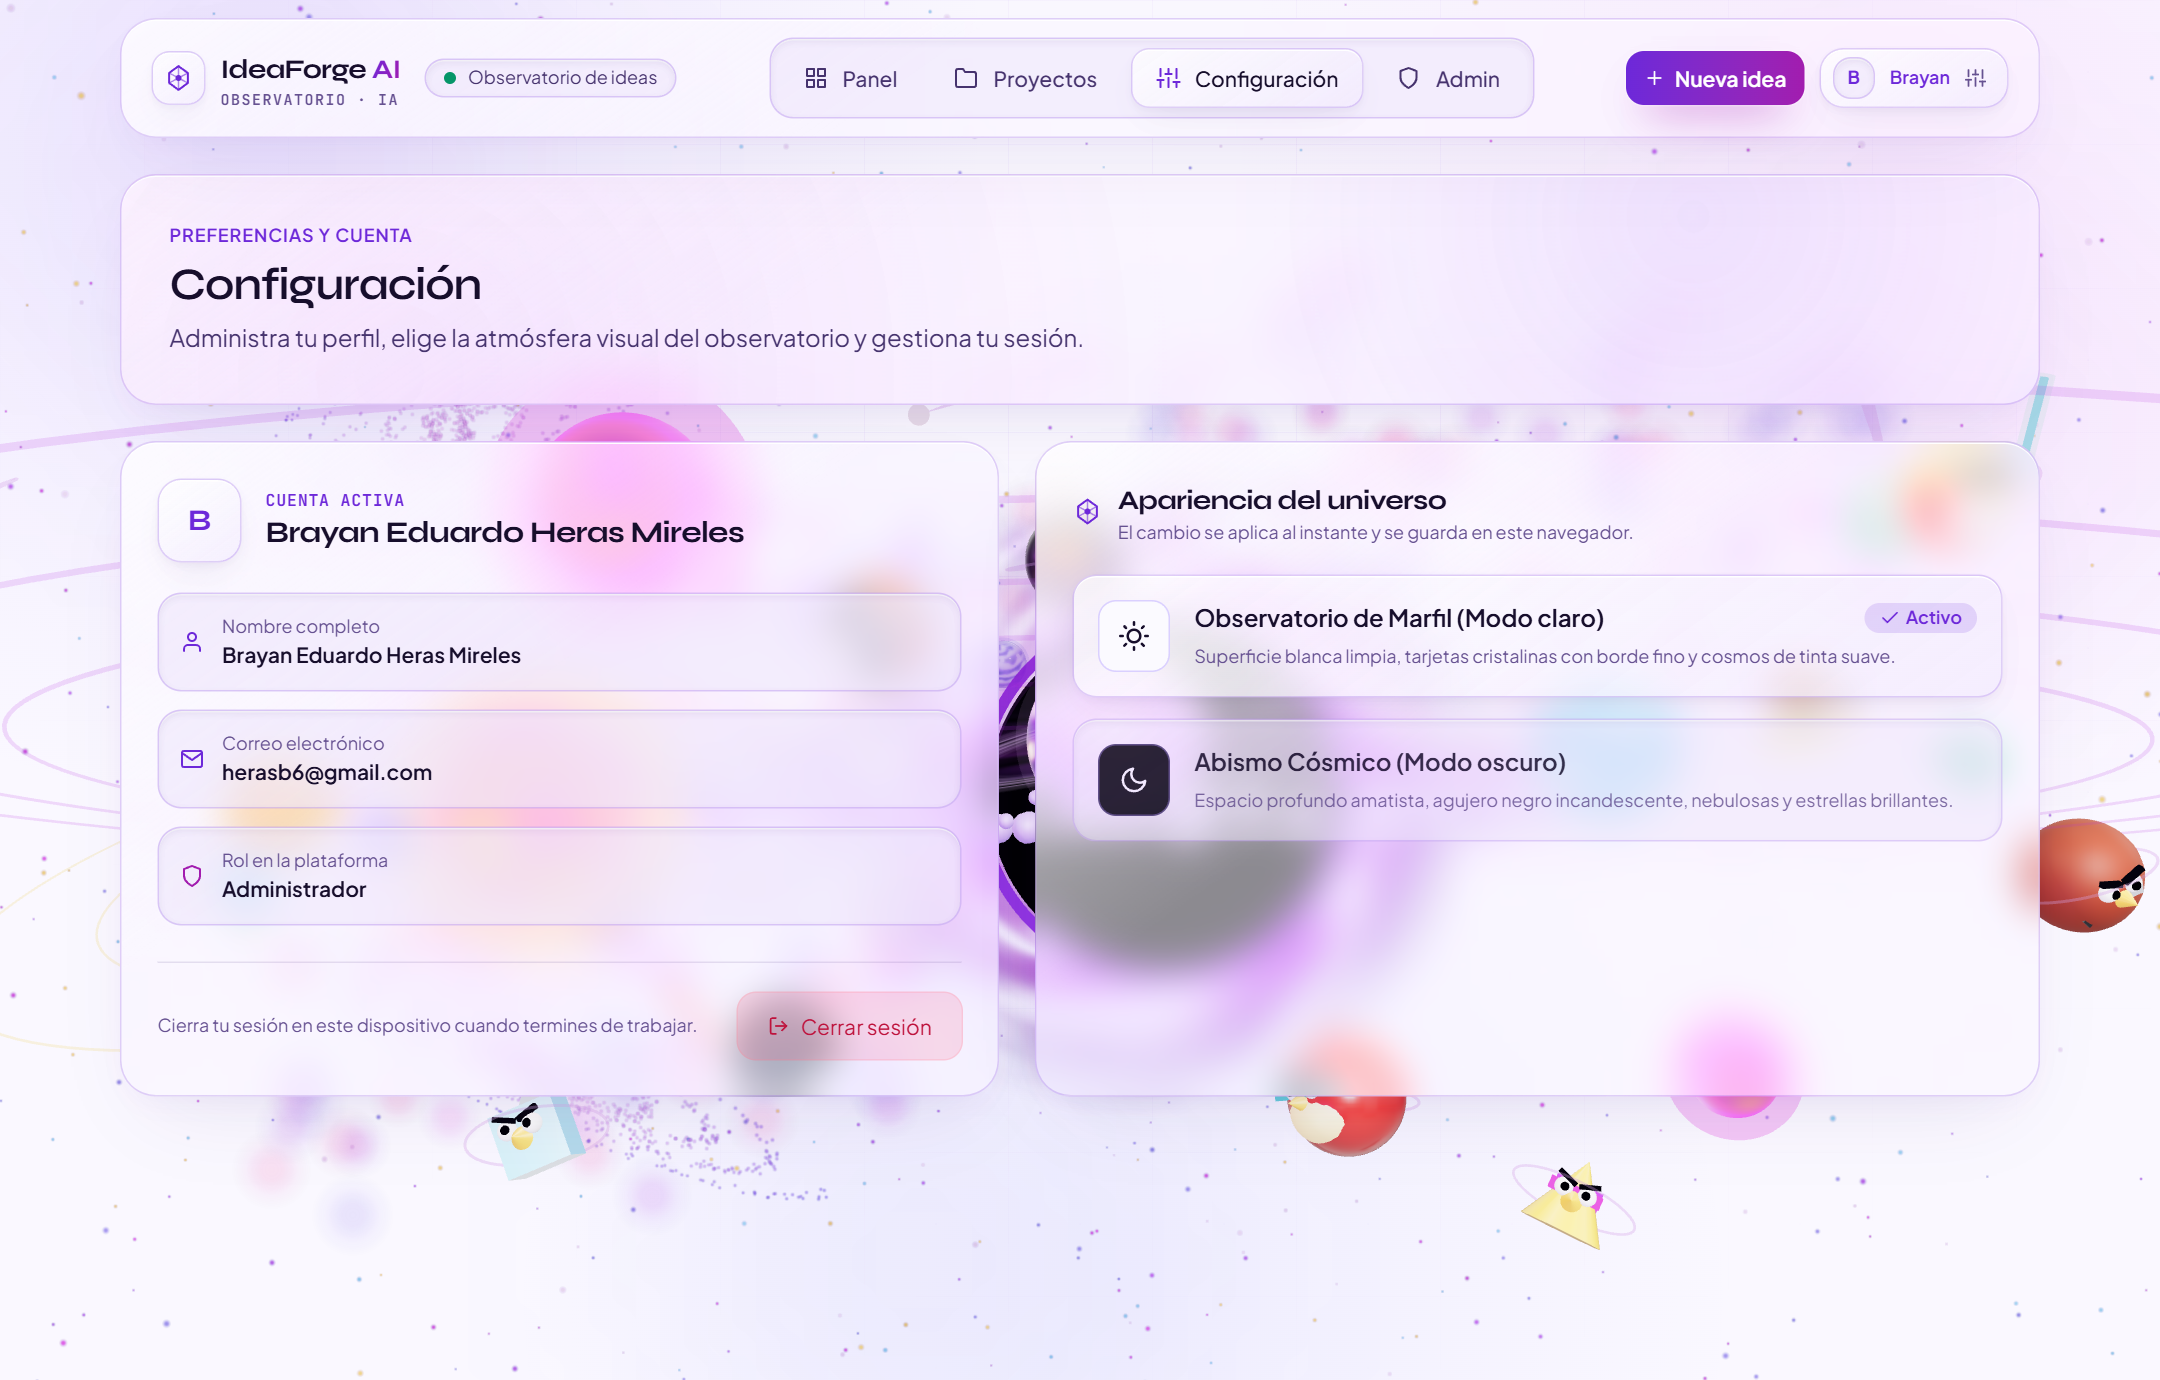 IdeaForge AI
OBSERVATORIO · IA
Observatorio de ideas
Panel
Proyectos
Configuración
Admin
+ Nueva idea
B
Brayan
PREFERENCIAS Y CUENTA
Configuración
Administra tu perfil, elige la atmósfera visual del observatorio y gestiona tu sesión.
B
CUENTA ACTIVA
Brayan Eduardo Heras Mireles
Nombre completo
Brayan Eduardo Heras Mireles
Correo electrónico
herasb6@gmail.com
Rol en la plataforma
Administrador
Cierra tu sesión en este dispositivo cuando termines de trabajar.
Cerrar sesión
Apariencia del universo
El cambio se aplica al instante y se guarda en este navegador.
Observatorio de Marfil (Modo claro)
Activo
Superficie blanca limpia, tarjetas cristalinas con borde fino y cosmos de tinta suave.
Abismo Cósmico (Modo oscuro)
Espacio profundo amatista, agujero negro incandescente, nebulosas y estrellas brillantes.